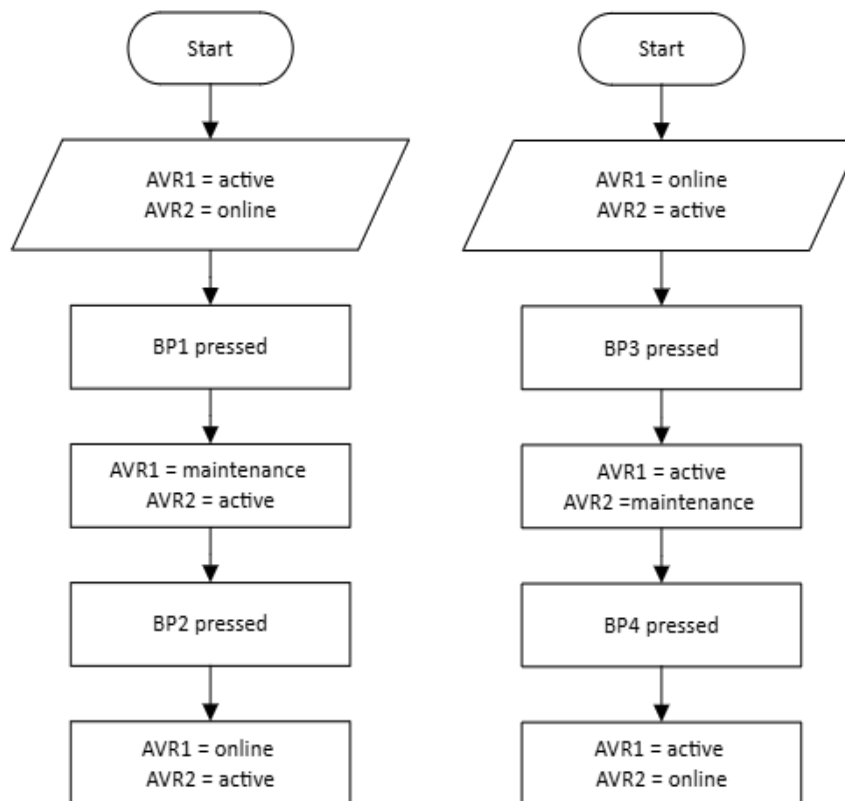 Start
AVR1 = active
AVR2 = online
BP1 pressed
AVR1 = maintenance
AVR2 = active
BP2 pressed
AVR1 = online
AVR2 = active
Start
AVR1 = online
AVR2 = active
BP3 pressed
AVR1 = active
AVR2 =maintenance
BP4 pressed
AVR1 = active
AVR2 = online